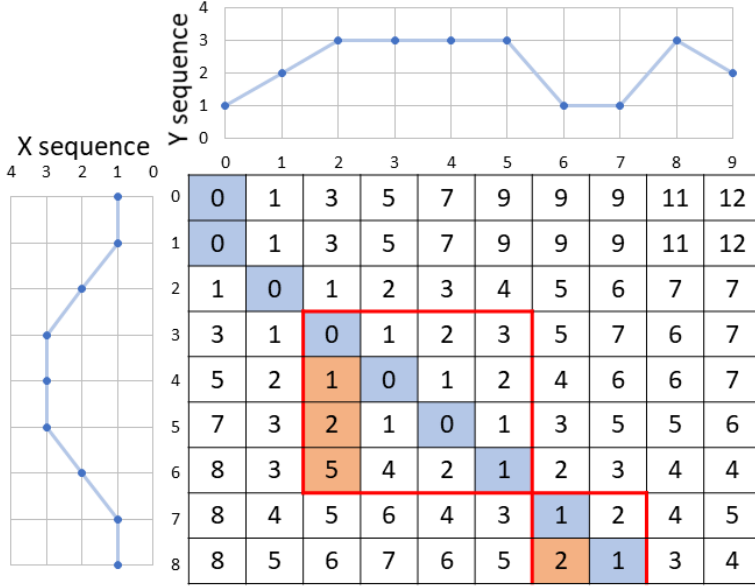 4
3
2
1
0
Y sequence
X sequence
4 3 2 1 0
0 1 2 3 4 5 6 7 8 9
0 0 1 3 5 7 9 9 9 11 12
1 0 1 3 5 7 9 9 9 11 12
2 1 0 1 2 3 4 5 6 7 7
3 3 1 0 1 2 3 5 7 6 7
4 5 2 1 0 1 2 4 6 6 7
5 7 3 2 1 0 1 3 5 5 6
6 8 3 5 4 2 1 2 3 4 4
7 8 4 5 6 4 3 1 2 4 5
8 8 5 6 7 6 5 2 1 3 4